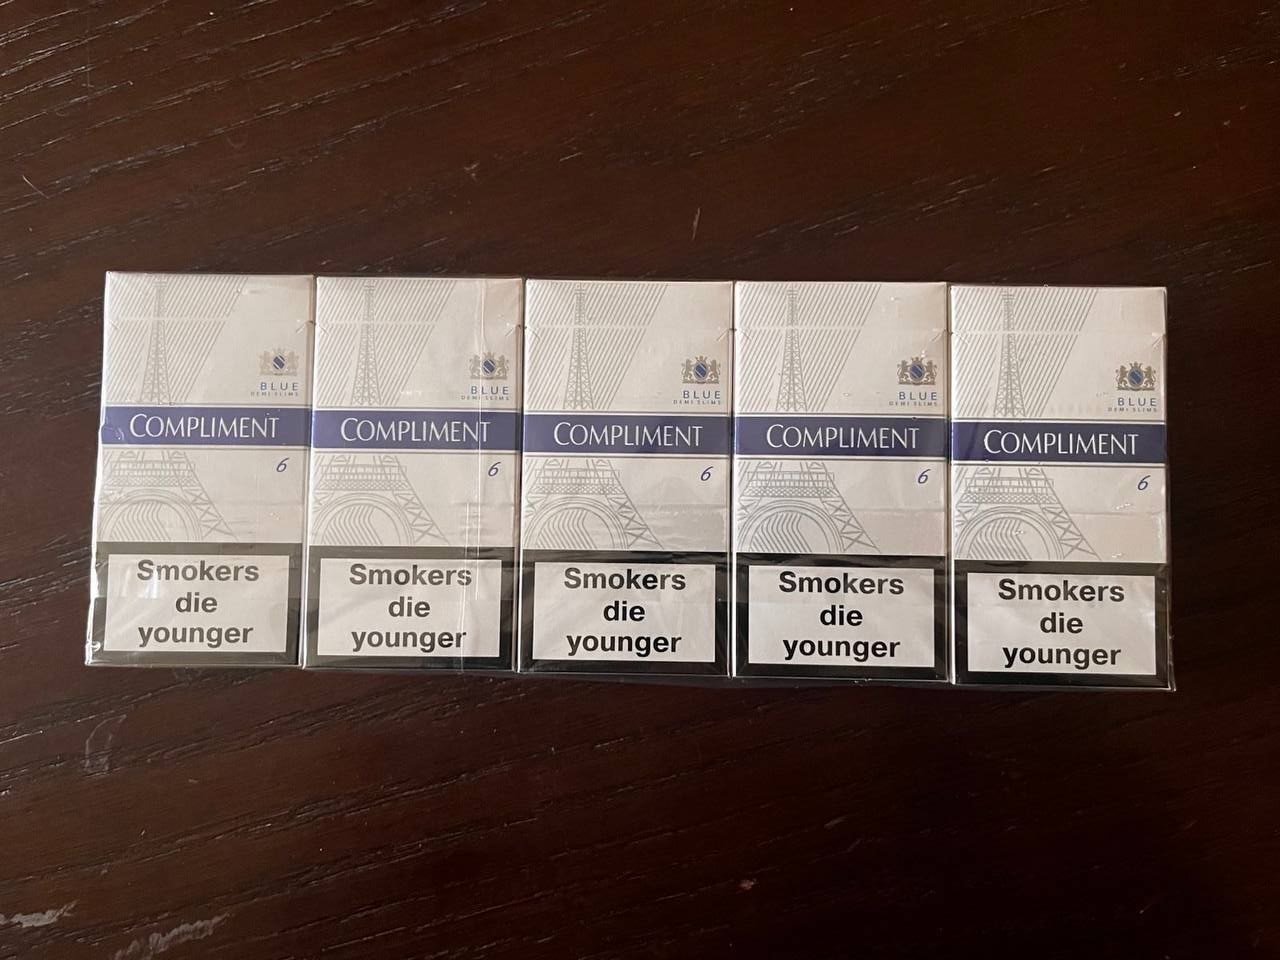 BLUE
DEMI SLIMS
COMPLIMENT
6
Smokers
die
younger
BLUE
DEMI SLIMS
COMPLIMENT
6
Smokers
die
younger
BLUE
DEMI SLIMS
COMPLIMENT
6
Smokers
die
younger
BLUE
DEMI SLIMS
COMPLIMENT
6
Smokers
die
younger
BLUE
DEMI SLIMS
COMPLIMENT
6
Smokers
die
younger